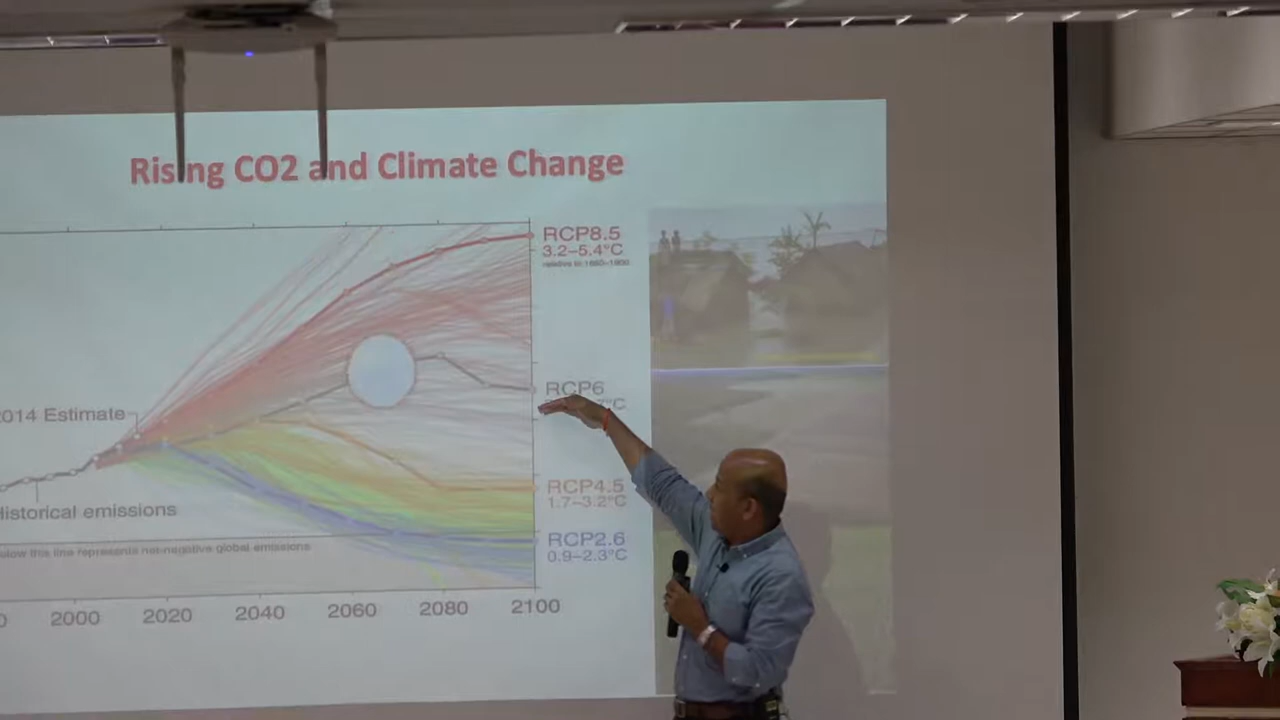 Rising CO2 and Climate Change
RCP8.5
3.2–5.4°C
relative to 1850–1900
RCP6
2014 Estimate
RCP4.5
1.7–3.2°C
Historical emissions
RCP2.6
0.9–2.3°C
below this line represents net-negative global emissions
2000 2020 2040 2060 2080 2100